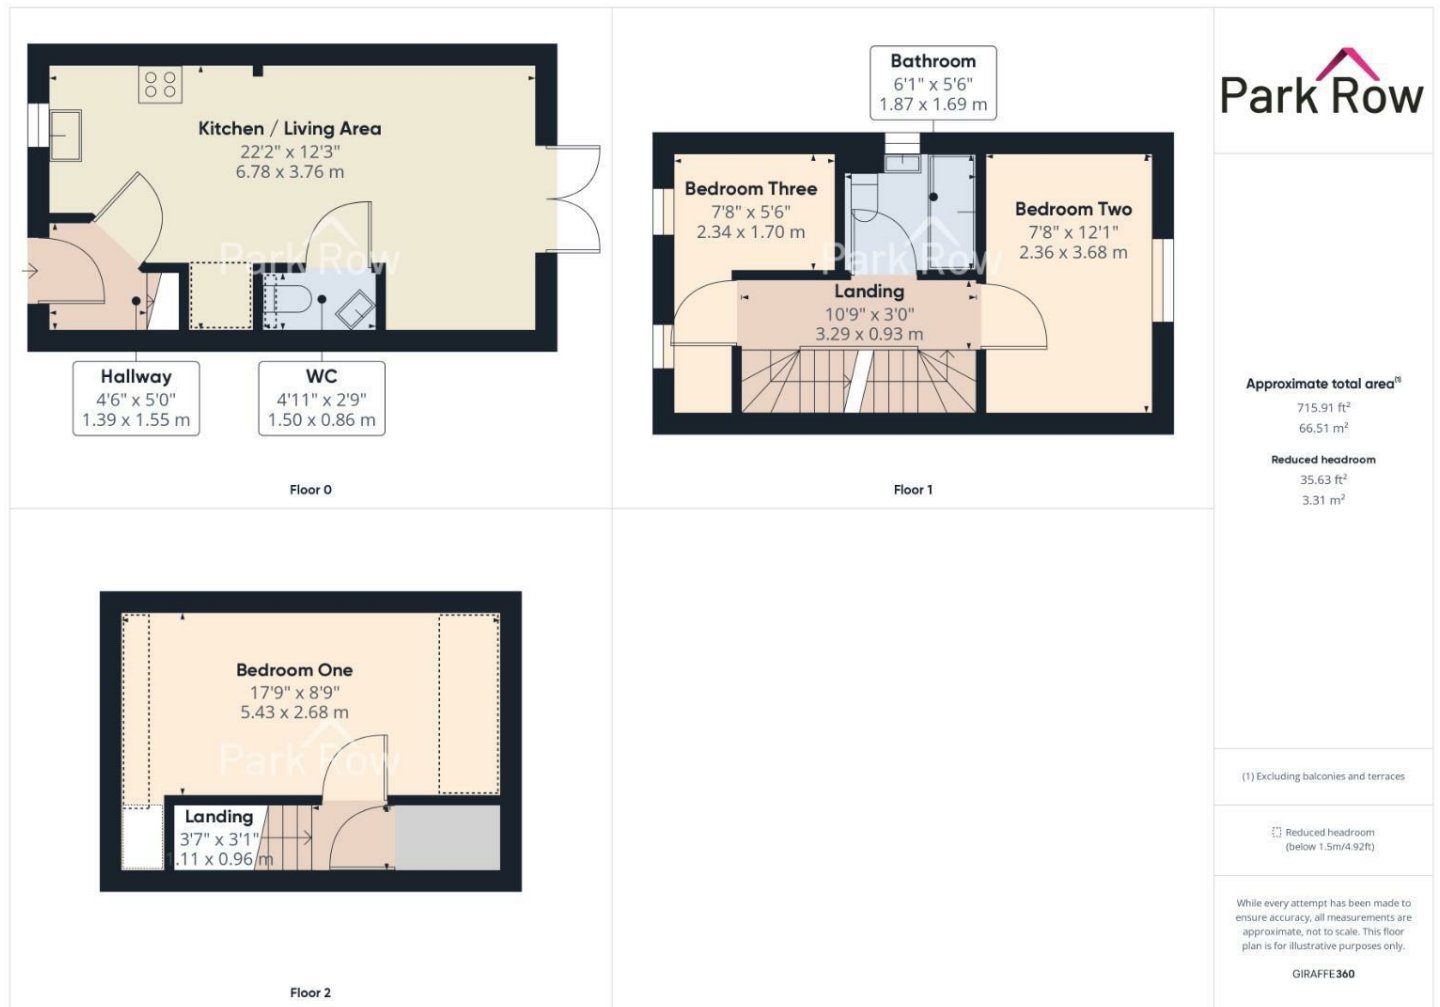 Kitchen / Living Area
22'2" x 12'3"
6.78 x 3.76 m
Park Row
Hallway
4'6" x 5'0"
1.39 x 1.55 m
WC
4'11" x 2'9"
1.50 x 0.86 m
Floor 0
Bathroom
6'1" x 5'6"
1.87 x 1.69 m
Bedroom Three
7'8" x 5'6"
2.34 x 1.70 m
Bedroom Two
7'8" x 12'1"
2.36 x 3.68 m
Park Row
Landing
10'9" x 3'0"
3.29 x 0.93 m
Floor 1
Bedroom One
17'9" x 8'9"
5.43 x 2.68 m
Park Row
Landing
3'7" x 3'1"
1.11 x 0.96 m
Floor 2
Park Row
Approximate total area(1)
715.91 ft²
66.51 m²
Reduced headroom
35.63 ft²
3.31 m²
(1) Excluding balconies and terraces
Reduced headroom
(below 1.5m/4.92ft)
While every attempt has been made to
ensure accuracy, all measurements are
approximate, not to scale. This floor
plan is for illustrative purposes only.
GIRAFFE360